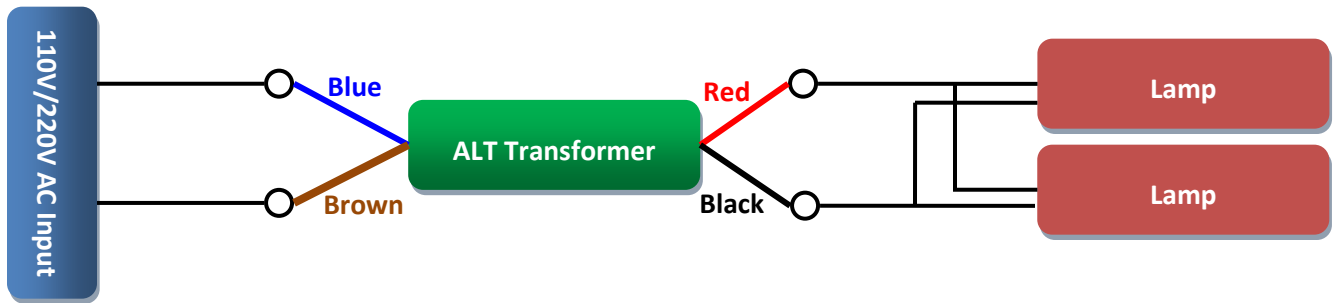 110V/220V AC Input
Blue
Brown
ALT Transformer
Red
Black
Lamp
Lamp